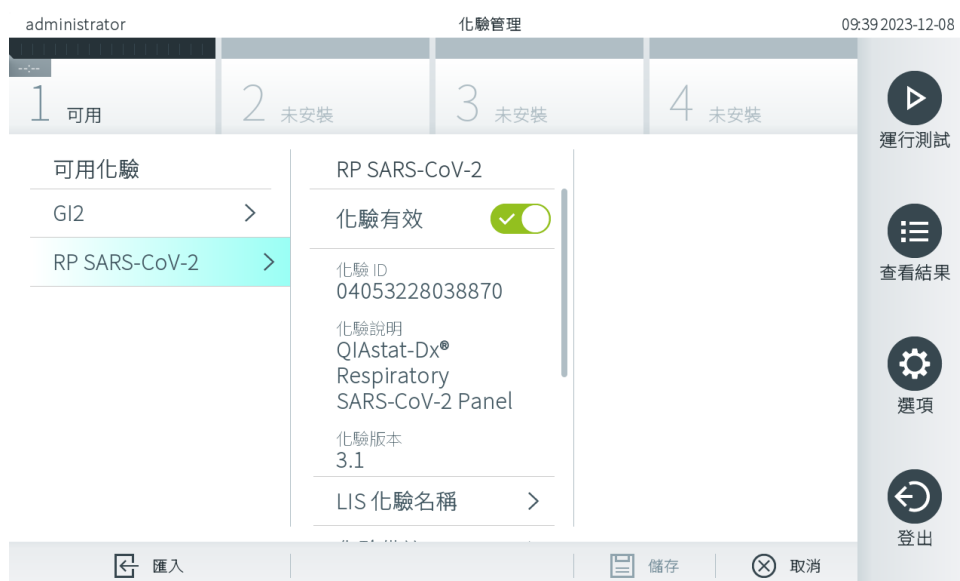 administrator
化驗管理
09:39 2023-12-08
--:--
1 可用
2 未安裝
3 未安裝
4 未安裝
可用化驗
GI2
RP SARS-CoV-2
RP SARS-CoV-2
化驗有效
化驗 ID
04053228038870
化驗說明
QIAstat-Dx®
Respiratory
SARS-CoV-2 Panel
化驗版本
3.1
LIS 化驗名稱
運行測試
查看結果
選項
登出
匯入
儲存
取消